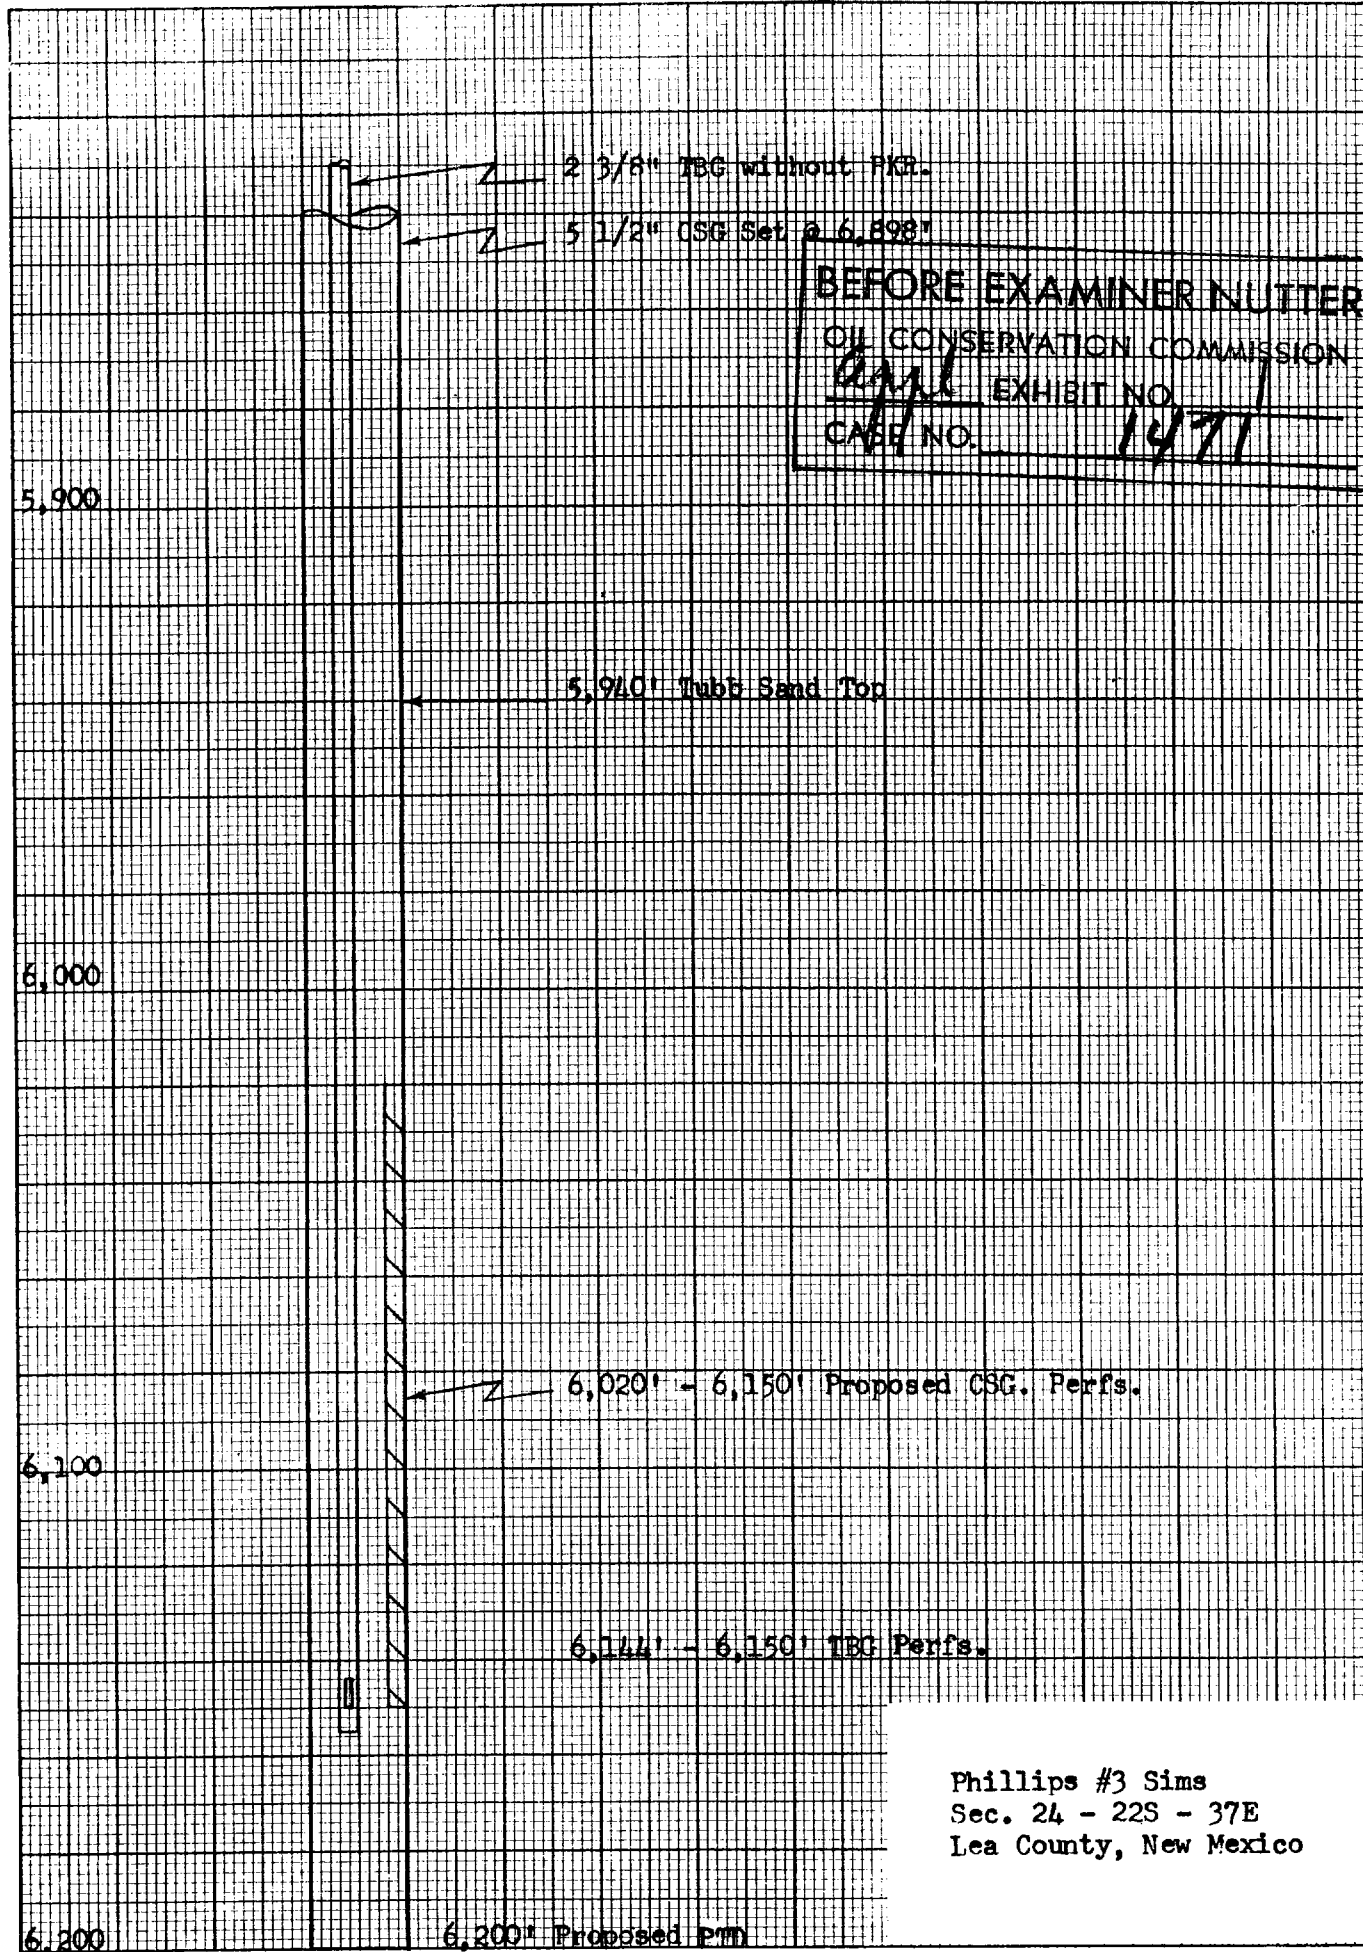 2 3/8" TBG without PKR.
5 1/2" CSG Set @ 6,898'
BEFORE EXAMINER NUTTER
OIL CONSERVATION COMMISSION
Appl EXHIBIT NO. 1
CASE NO. 1471
5,900
5,940' Tubb Sand Top
6,000
6,020' - 6,150' Proposed CSG. Perfs.
6,100
6,144' - 6,150' TBG Perfs.
Phillips #3 Sims
Sec. 24 - 22S - 37E
Lea County, New Mexico
6,200
6,200' Proposed PTD